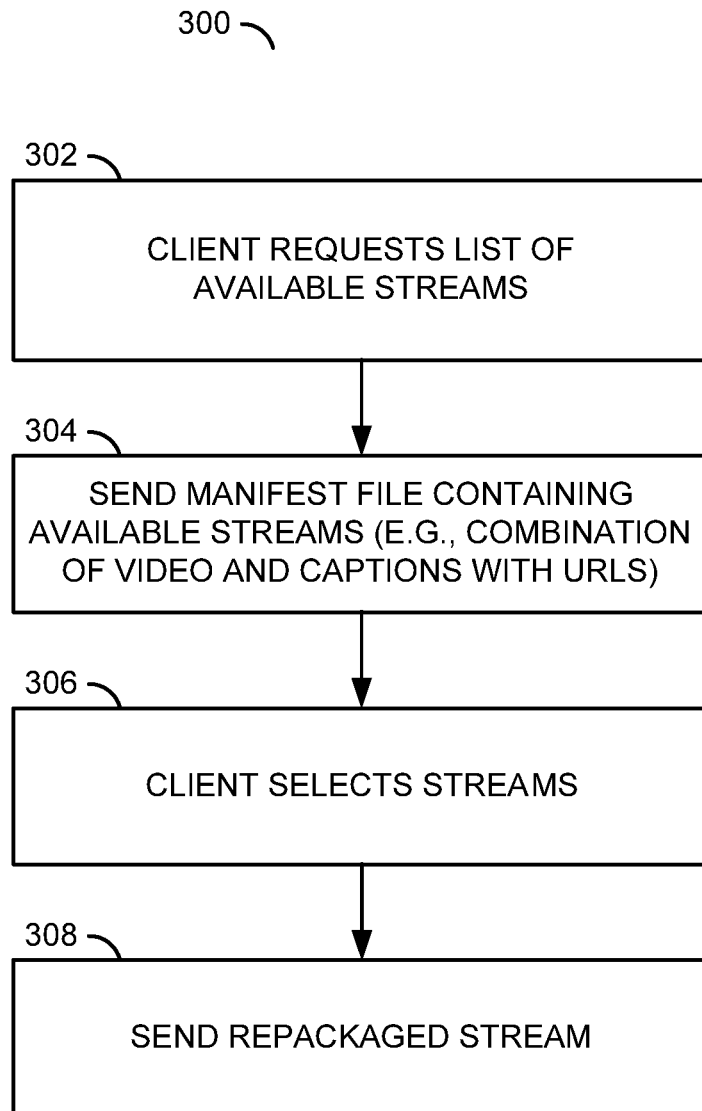 300
302
CLIENT REQUESTS LIST OF
AVAILABLE STREAMS
304
SEND MANIFEST FILE CONTAINING
AVAILABLE STREAMS (E.G., COMBINATION
OF VIDEO AND CAPTIONS WITH URLS)
306
CLIENT SELECTS STREAMS
308
SEND REPACKAGED STREAM